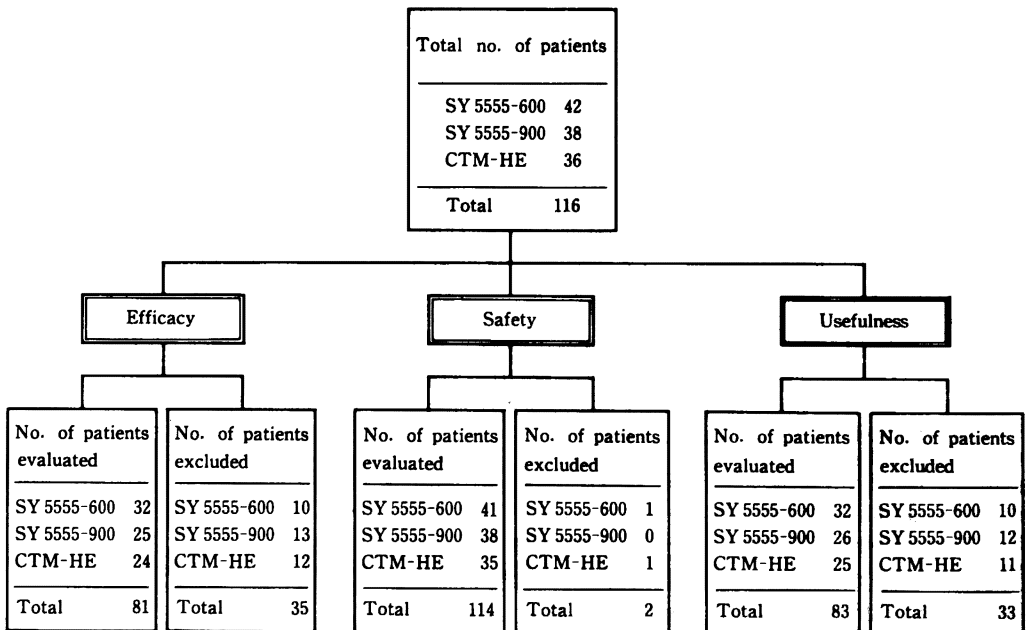 Total no. of patients
SY 5555-600 42
SY 5555-900 38
CTM-HE 36
Total 116
Efficacy
Safety
Usefulness
No. of patients
evaluated
SY 5555-600 32
SY 5555-900 25
CTM-HE 24
Total 81
No. of patients
excluded
SY 5555-600 10
SY 5555-900 13
CTM-HE 12
Total 35
No. of patients
evaluated
SY 5555-600 41
SY 5555-900 38
CTM-HE 35
Total 114
No. of patients
excluded
SY 5555-600 1
SY 5555-900 0
CTM-HE 1
Total 2
No. of patients
evaluated
SY 5555-600 32
SY 5555-900 26
CTM-HE 25
Total 83
No. of patients
excluded
SY 5555-600 10
SY 5555-900 12
CTM-HE 11
Total 33